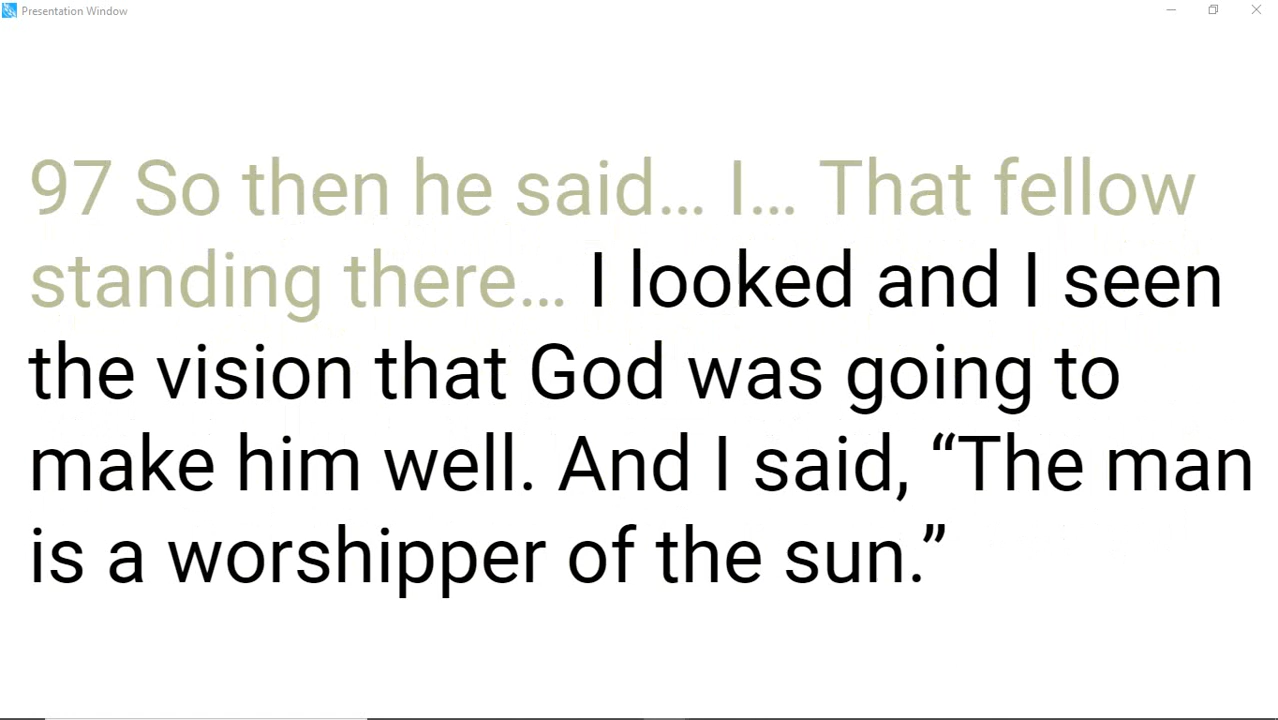 Presentation Window
97 So then he said… I… That fellow
standing there… I looked and I seen
the vision that God was going to
make him well. And I said, “The man
is a worshipper of the sun.”